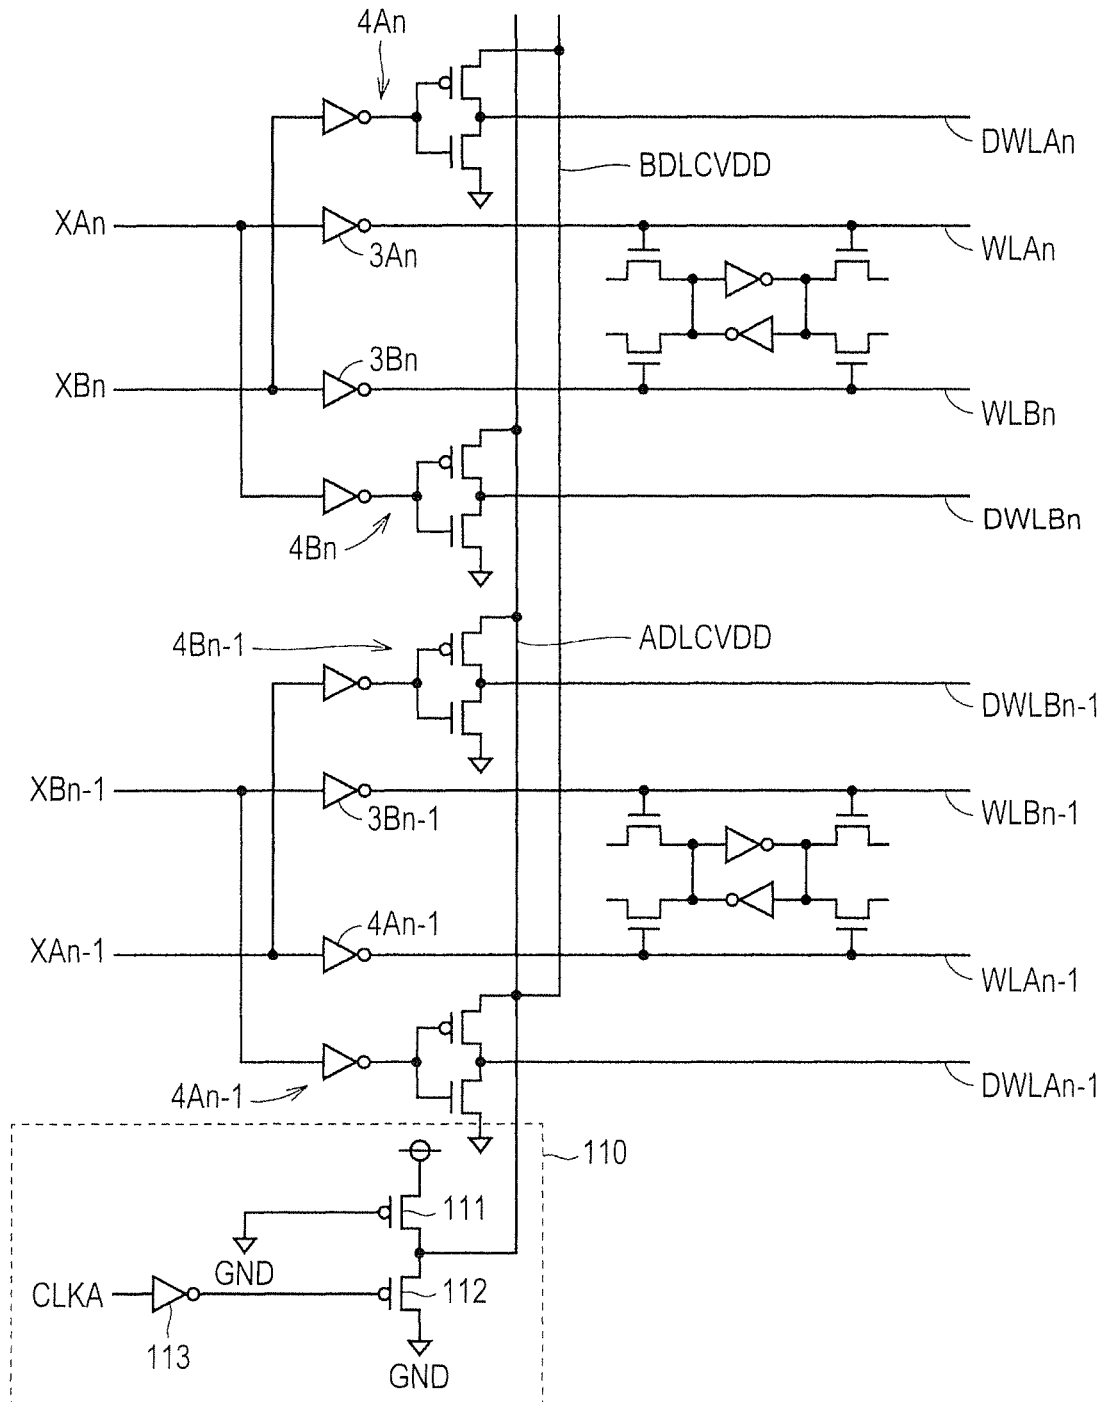 4An
DWLAn
BDLCVDD
XAn
3An
WLAn
3Bn
XBn
WLBn
4Bn
DWLBn
4Bn-1
ADLCVDD
DWLBn-1
XBn-1
3Bn-1
WLBn-1
4An-1
XAn-1
WLAn-1
4An-1
DWLAn-1
110
111
GND
CLKA
112
113
GND